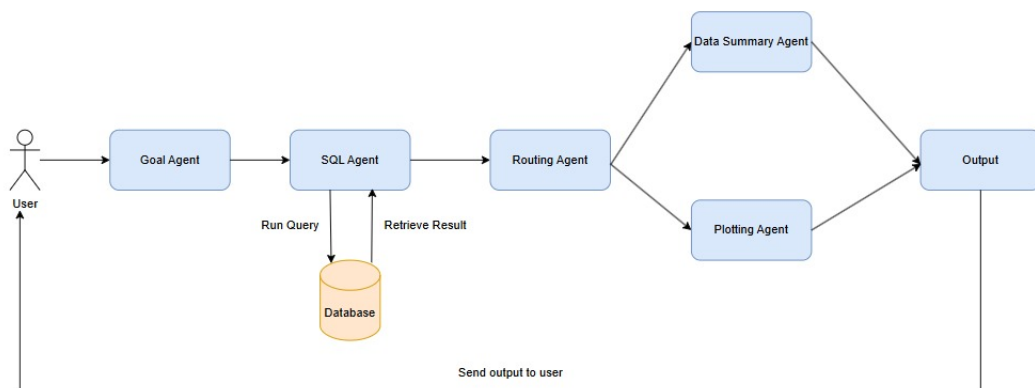 Data Summary Agent
Goal Agent
SQL Agent
Routing Agent
Output
User
Run Query
Retrieve Result
Plotting Agent
Database
Send output to user